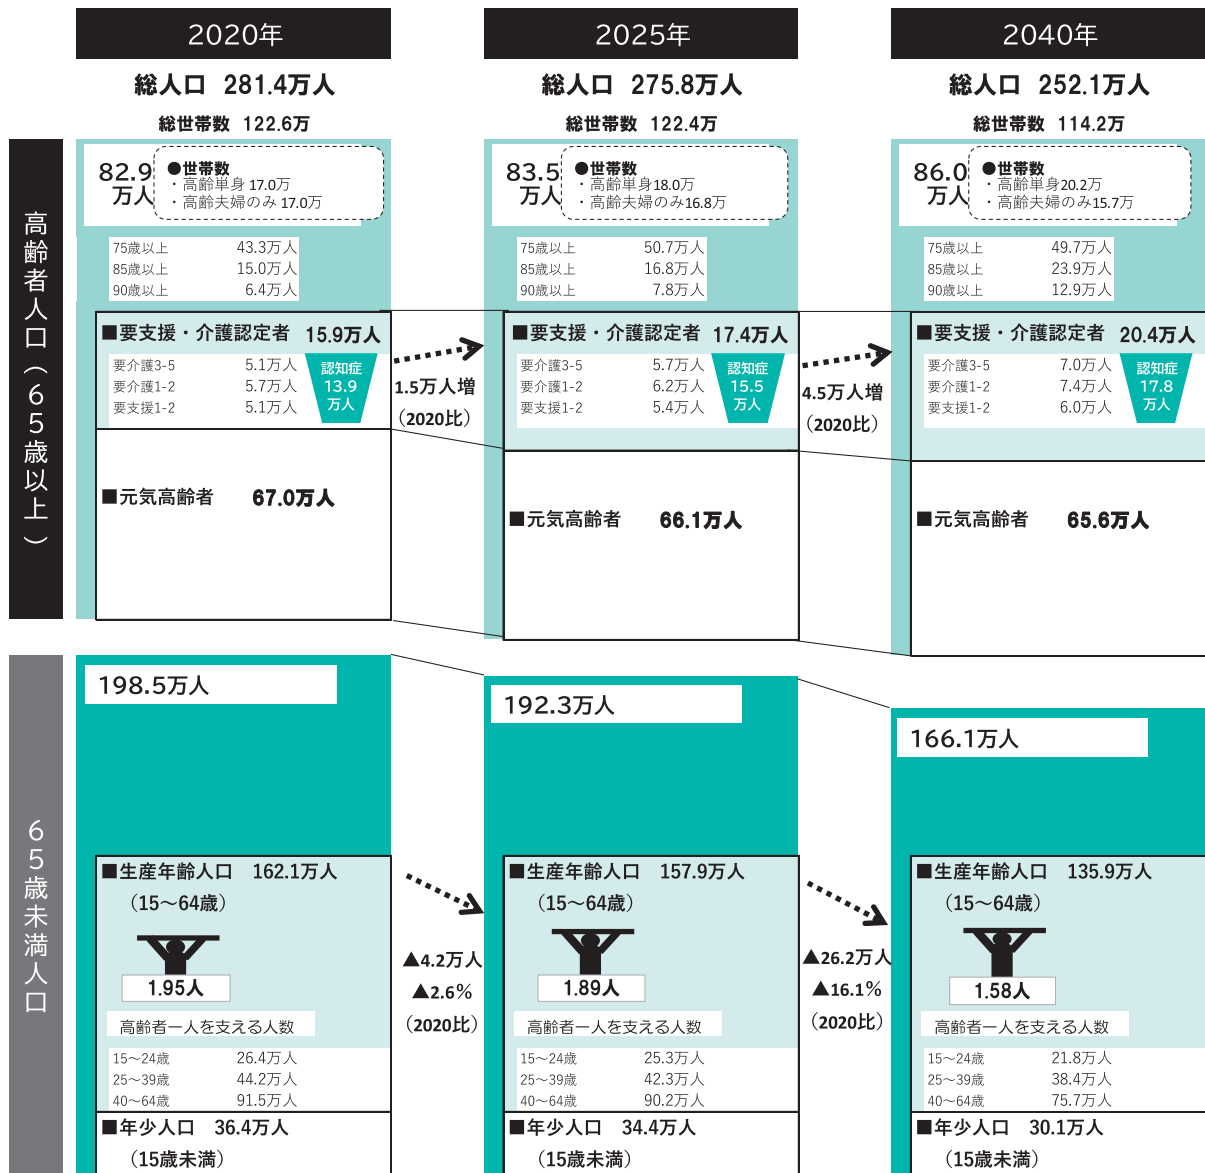 2020年
2025年
2040年
総人口 281.4万人
総人口 275.8万人
総人口 252.1万人
総世帯数 122.6万
総世帯数 122.4万
総世帯数 114.2万
高齢者人口(65歳以上)
82.9
万人
●世帯数
・高齢単身 17.0万
・高齢夫婦のみ 17.0万
75歳以上 43.3万人
85歳以上 15.0万人
90歳以上 6.4万人
■要支援・介護認定者 15.9万人
要介護3-5 5.1万人
要介護1-2 5.7万人
要支援1-2 5.1万人
認知症
13.9
万人
■元気高齢者 67.0万人
1.5万人増
(2020比)
83.5
万人
●世帯数
・高齢単身18.0万
・高齢夫婦のみ16.8万
75歳以上 50.7万人
85歳以上 16.8万人
90歳以上 7.8万人
■要支援・介護認定者 17.4万人
要介護3-5 5.7万人
要介護1-2 6.2万人
要支援1-2 5.4万人
認知症
15.5
万人
■元気高齢者 66.1万人
4.5万人増
(2020比)
86.0
万人
●世帯数
・高齢単身20.2万
・高齢夫婦のみ15.7万
75歳以上 49.7万人
85歳以上 23.9万人
90歳以上 12.9万人
■要支援・介護認定者 20.4万人
要介護3-5 7.0万人
要介護1-2 7.4万人
要支援1-2 6.0万人
認知症
17.8
万人
■元気高齢者 65.6万人
65歳未満人口
198.5万人
■生産年齢人口 162.1万人
(15～64歳)
1.95人
高齢者一人を支える人数
15～24歳 26.4万人
25～39歳 44.2万人
40～64歳 91.5万人
■年少人口 36.4万人
(15歳未満)
▲4.2万人
▲2.6%
(2020比)
192.3万人
■生産年齢人口 157.9万人
(15～64歳)
1.89人
高齢者一人を支える人数
15～24歳 25.3万人
25～39歳 42.3万人
40～64歳 90.2万人
■年少人口 34.4万人
(15歳未満)
▲26.2万人
▲16.1%
(2020比)
166.1万人
■生産年齢人口 135.9万人
(15～64歳)
1.58人
高齢者一人を支える人数
15～24歳 21.8万人
25～39歳 38.4万人
40～64歳 75.7万人
■年少人口 30.1万人
(15歳未満)